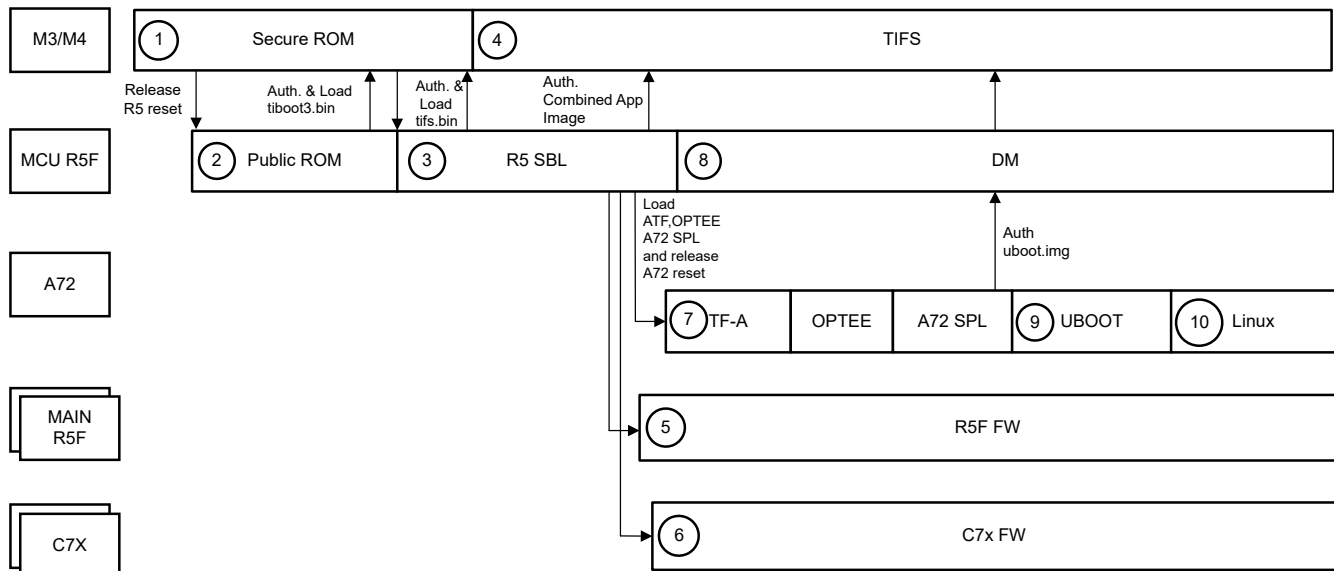 M3/M4
1
Secure ROM
4
TIFS
Release
R5 reset
Auth. & Load
tiboot3.bin
Auth. &
Load
tifs.bin
Auth.
Combined App
Image
MCU R5F
2
Public ROM
3
R5 SBL
8
DM
Load
ATF,OPTEE
A72 SPL
and release
A72 reset
Auth
uboot.img
A72
7
TF-A
OPTEE
A72 SPL
9
UBOOT
10
Linux
MAIN
R5F
5
R5F FW
C7X
6
C7x FW